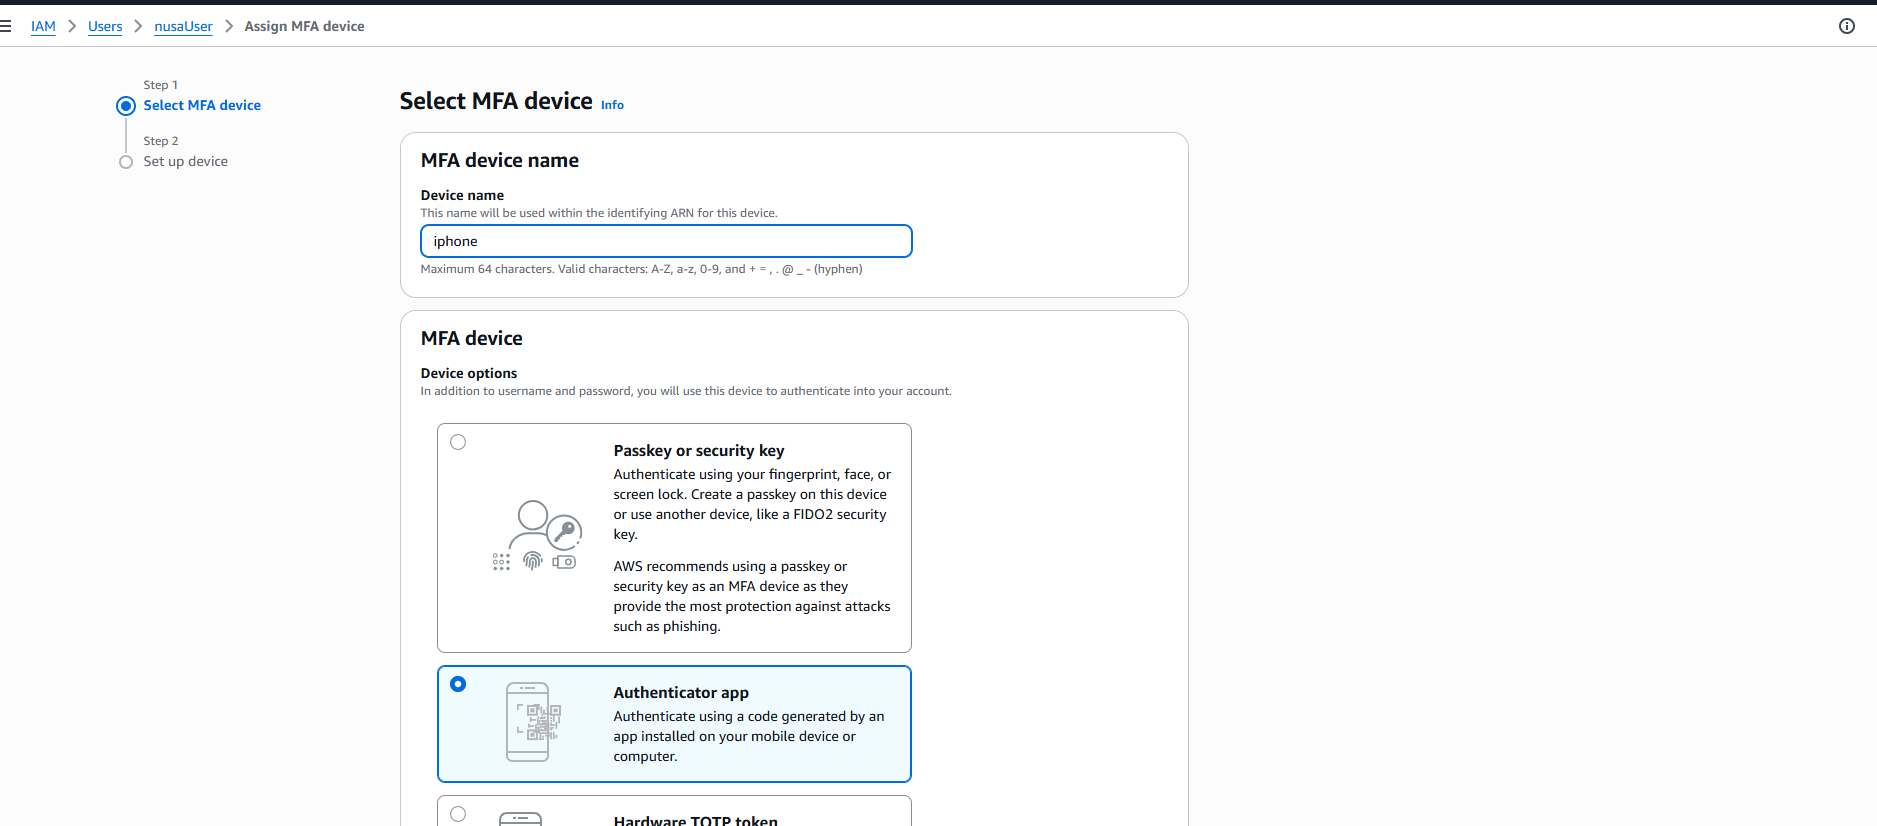 IAM > Users > nusaUser > Assign MFA device
Step 1
Select MFA device
Step 2
Set up device
Select MFA device Info
MFA device name
Device name
This name will be used within the identifying ARN for this device.
iphone
Maximum 64 characters. Valid characters: A-Z, a-z, 0-9, and + = , . @ _ - (hyphen)
MFA device
Device options
In addition to username and password, you will use this device to authenticate into your account.
Passkey or security key
Authenticate using your fingerprint, face, or
screen lock. Create a passkey on this device
or use another device, like a FIDO2 security
key.
AWS recommends using a passkey or
security key as an MFA device as they
provide the most protection against attacks
such as phishing.
Authenticator app
Authenticate using a code generated by an
app installed on your mobile device or
computer.
Hardware TOTP token